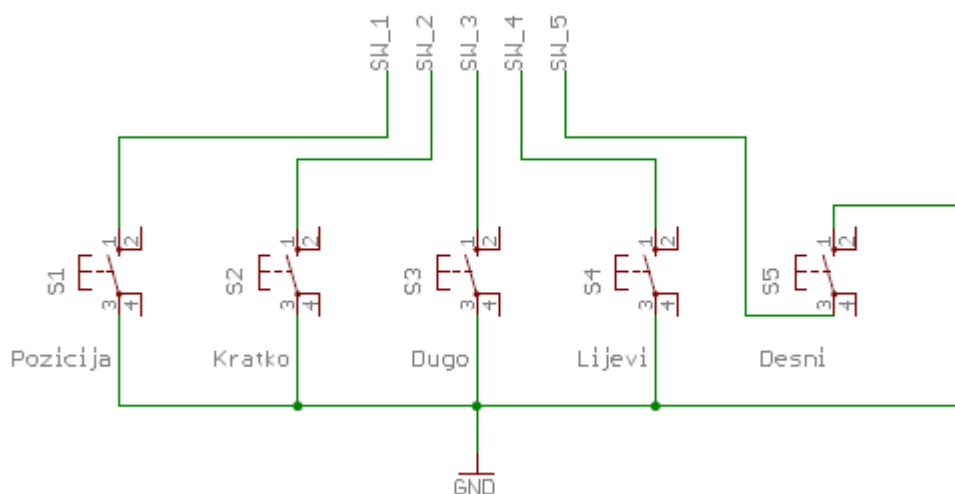 SW_1
SW_2
SW_3
SW_4
SW_5
1 2
S1
3 4
1 2
S2
3 4
1 2
S3
3 4
1 2
S4
3 4
1 2
S5
3 4
Pozicija
Kratko
Dugo
Lijevi
Desni
GND